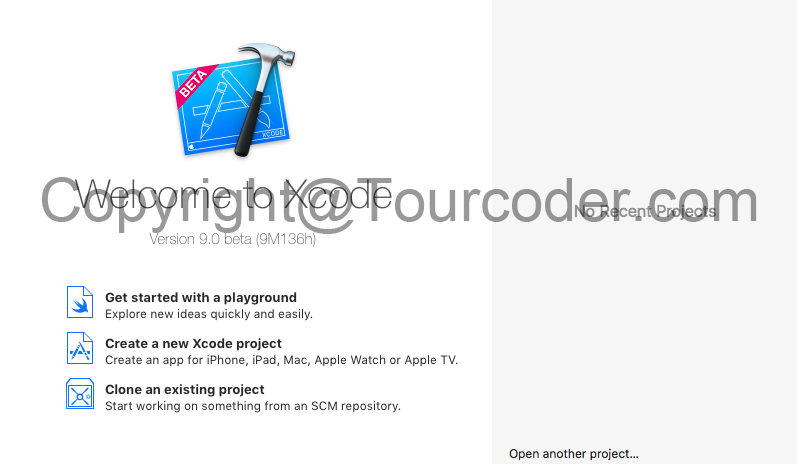 BETA
XCODE
Welcome to Xcode
Copyright@Tourcoder.com
Version 9.0 beta (9M136h)
Get started with a playground
Explore new ideas quickly and easily.
Create a new Xcode project
Create an app for iPhone, iPad, Mac, Apple Watch or Apple TV.
Clone an existing project
Start working on something from an SCM repository.
No Recent Projects
Open another project...